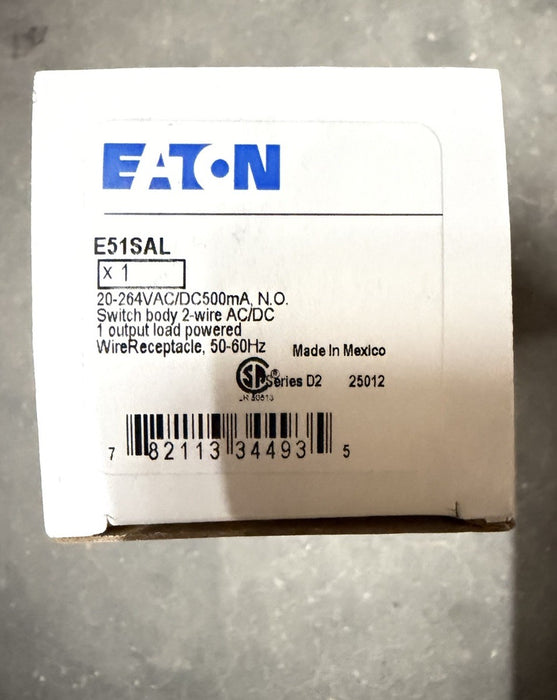 EATON
E51SAL
x 1
20-264VAC/DC500mA, N.O.
Switch body 2-wire AC/DC
1 output load powered
WireReceptacle, 50-60Hz Made In Mexico
SA® Series D2 25012
7 82113 34493 5